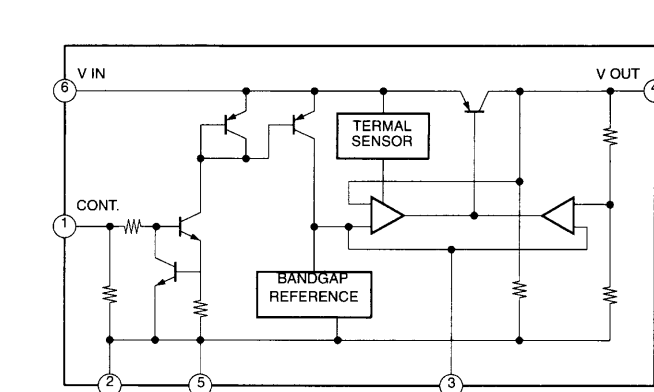 V IN
V OUT
6
4
TERMAL
SENSOR
CONT.
1
BANDGAP
REFERENCE
2
5
3